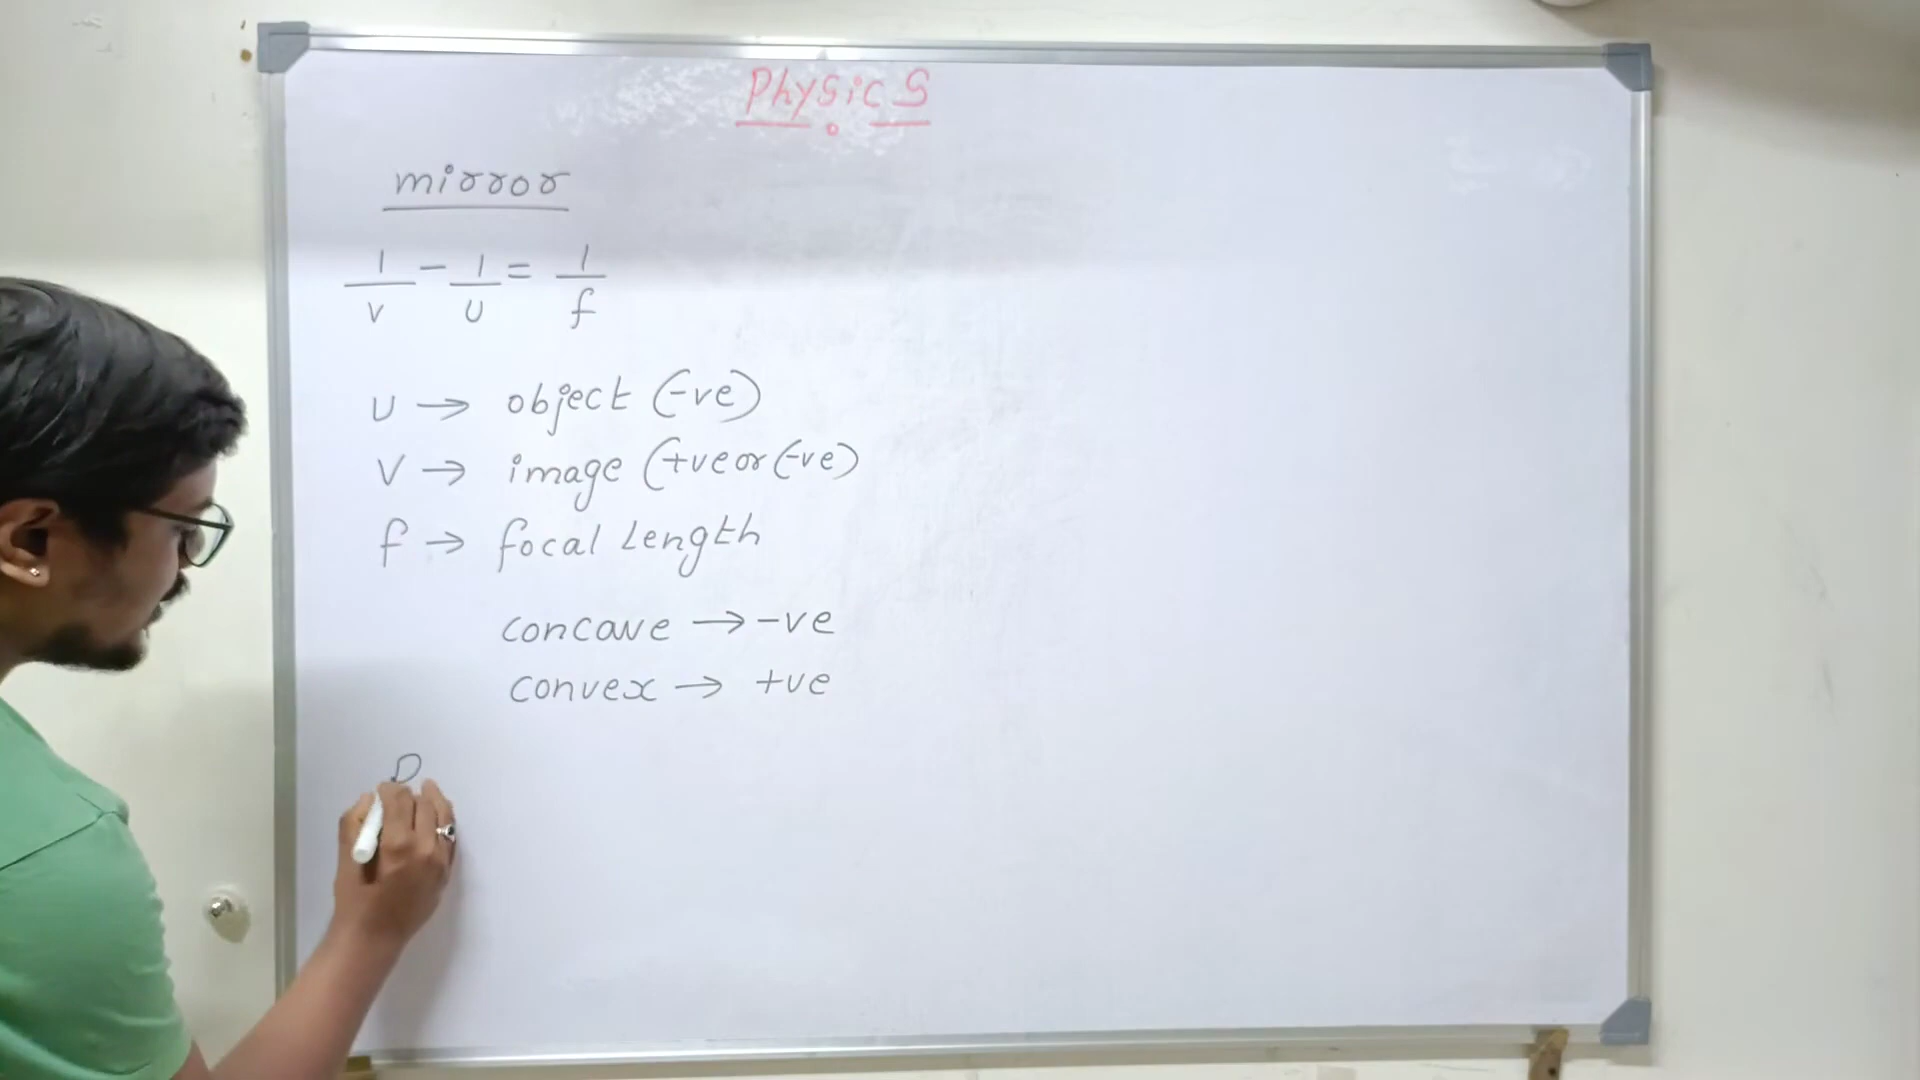 Physics
mirror
1/v - 1/u = 1/f
u → object (-ve)
v → image (+ve or (-ve)
f → focal Length
concave → -ve
convex → +ve